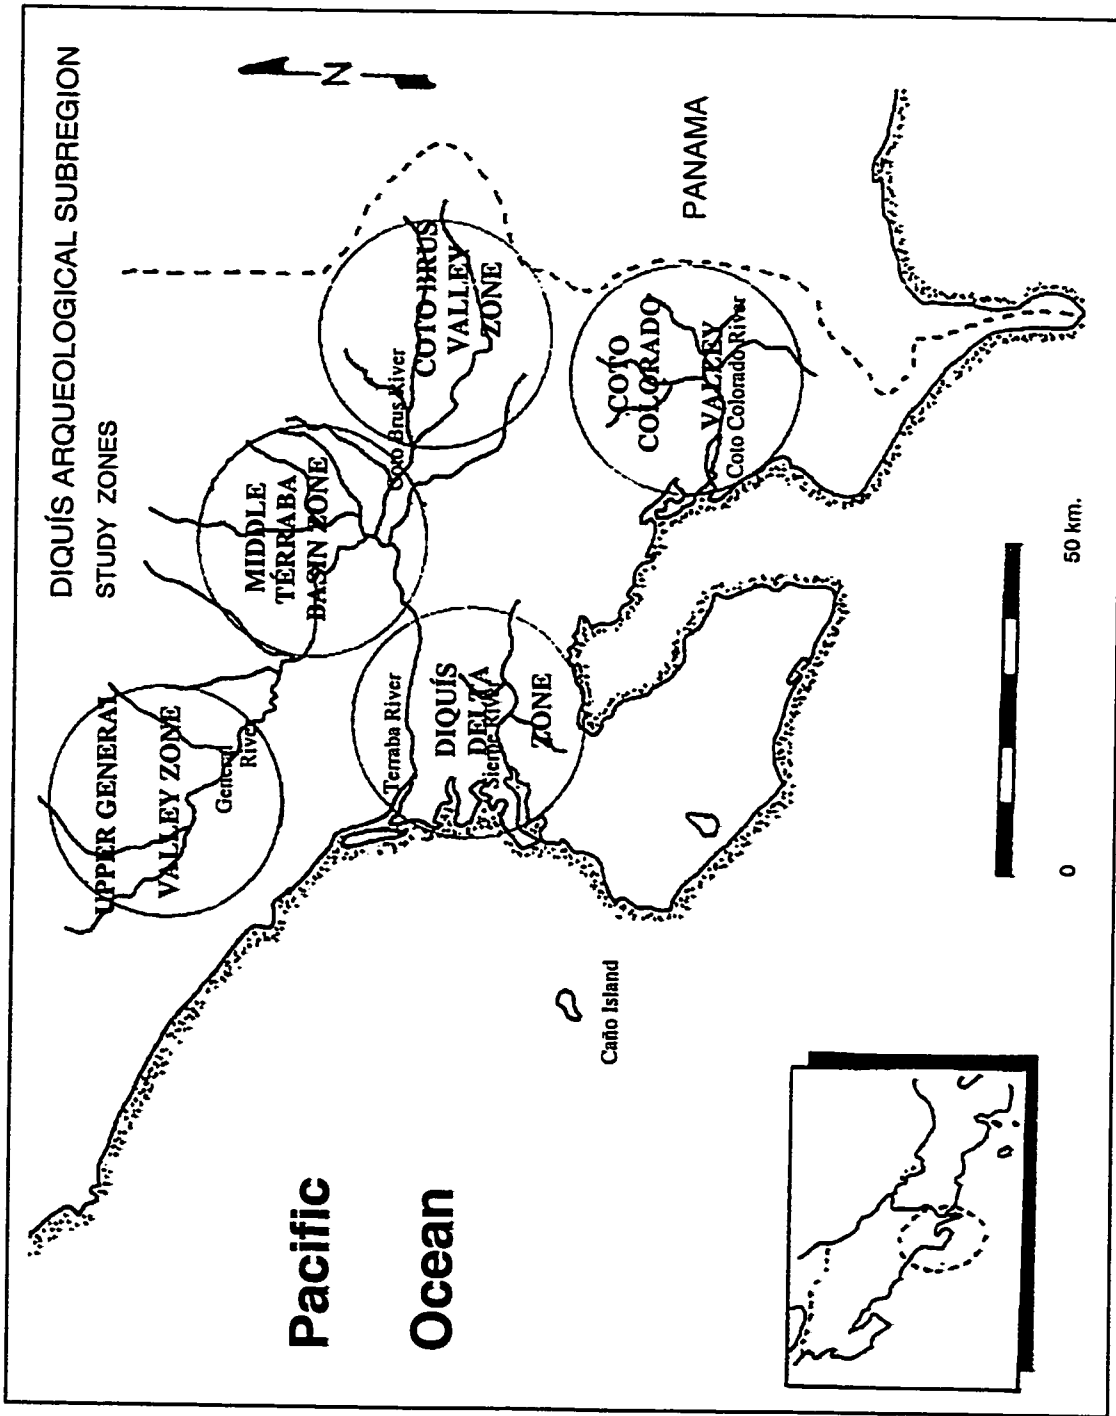 DIQUÍS ARQUEOLOGICAL SUBREGION
STUDY ZONES
N
UPPER GENERAL
VALLEY ZONE
General
River
MIDDLE
TÉRRABA
BASIN ZONE
Coto Brus River
COTO BRUS
VALLEY
ZONE
Terraba River
DIQUÍS
DELTA
Sierpe River
ZONE
COTO
COLORADO
VALLEY
Coto Colorado River
PANAMA
Caño Island
Pacific
Ocean
0
50 km.